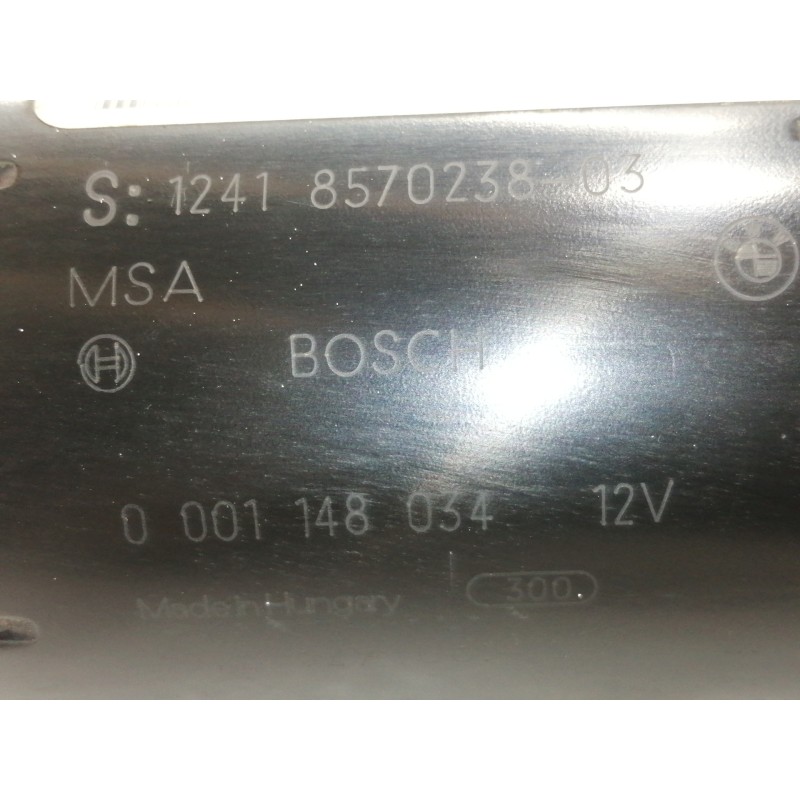 S: 1241 8570238 03
MSA
BOSCH
0 001 148 034 12V
Made in Hungary 300